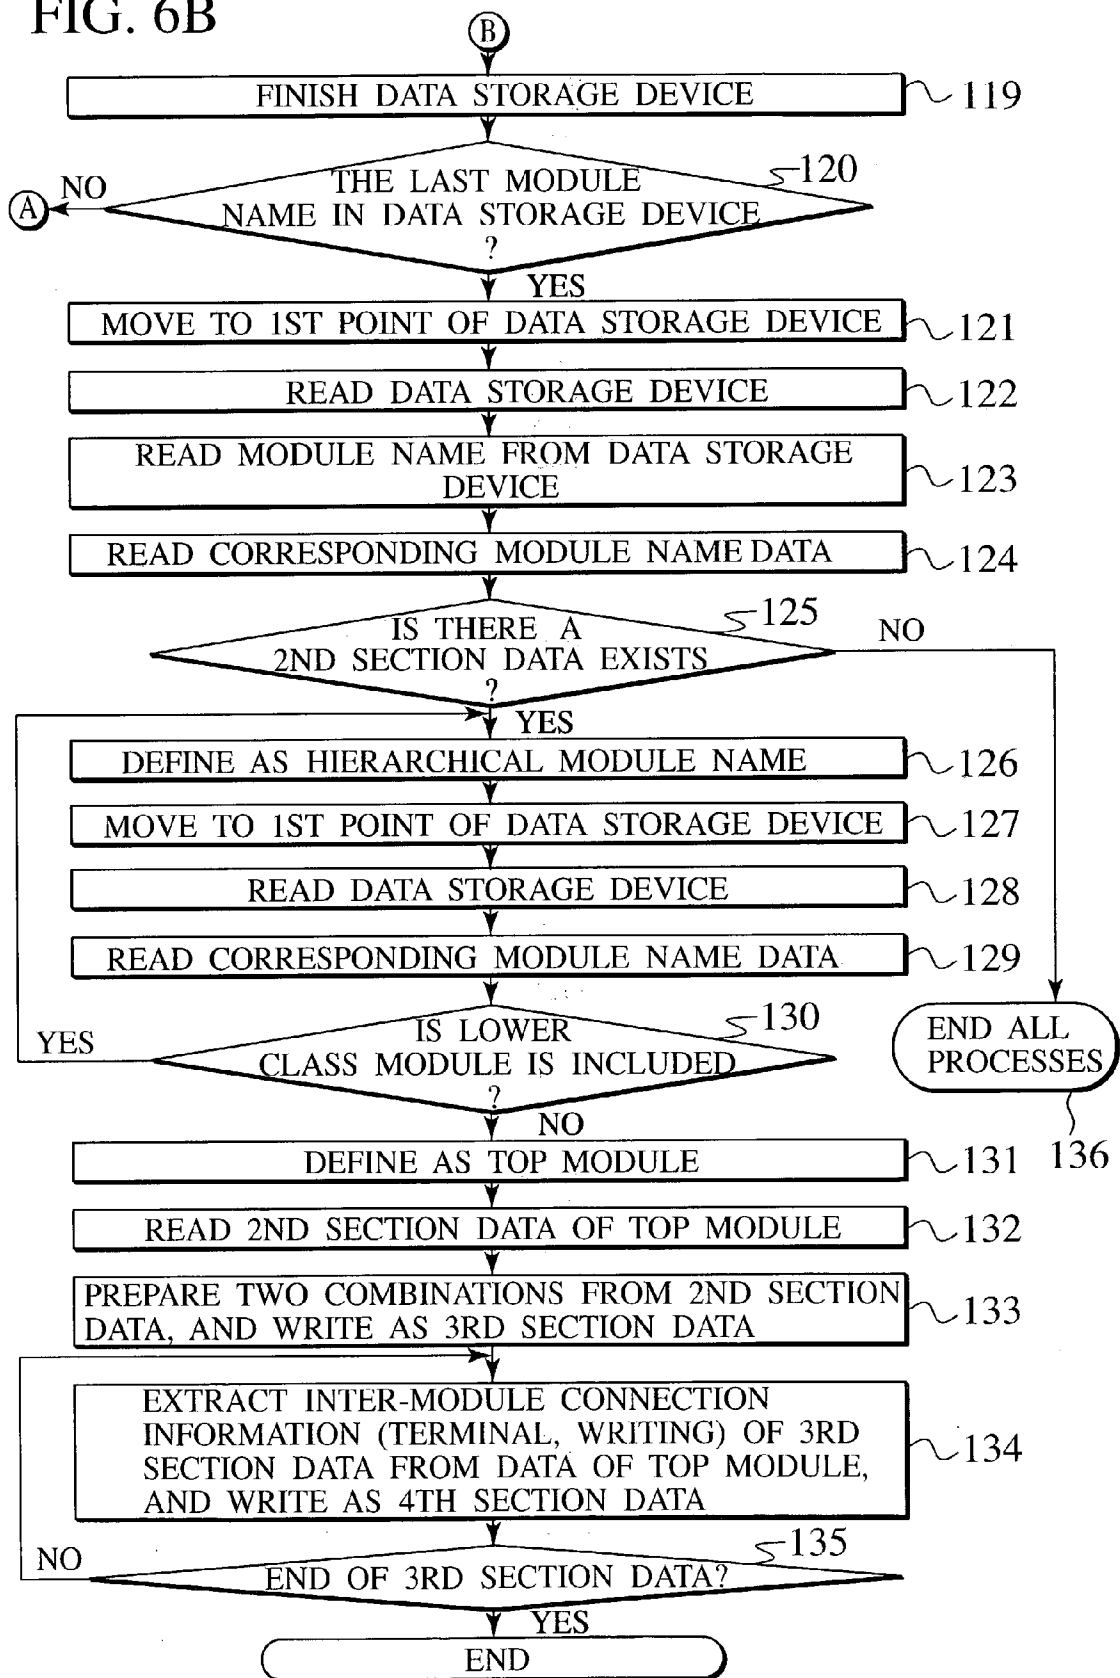 FIG. 6B
B
FINISH DATA STORAGE DEVICE
119
120
THE LAST MODULE
NAME IN DATA STORAGE DEVICE
?
NO
A
YES
MOVE TO 1ST POINT OF DATA STORAGE DEVICE
121
READ DATA STORAGE DEVICE
122
READ MODULE NAME FROM DATA STORAGE
DEVICE
123
READ CORRESPONDING MODULE NAME DATA
124
125
IS THERE A
2ND SECTION DATA EXISTS
?
NO
YES
DEFINE AS HIERARCHICAL MODULE NAME
126
MOVE TO 1ST POINT OF DATA STORAGE DEVICE
127
READ DATA STORAGE DEVICE
128
READ CORRESPONDING MODULE NAME DATA
129
130
IS LOWER
CLASS MODULE IS INCLUDED
?
YES
END ALL
PROCESSES
136
NO
DEFINE AS TOP MODULE
131
READ 2ND SECTION DATA OF TOP MODULE
132
PREPARE TWO COMBINATIONS FROM 2ND SECTION
DATA, AND WRITE AS 3RD SECTION DATA
133
EXTRACT INTER-MODULE CONNECTION
INFORMATION (TERMINAL, WRITING) OF 3RD
SECTION DATA FROM DATA OF TOP MODULE,
AND WRITE AS 4TH SECTION DATA
134
135
NO
END OF 3RD SECTION DATA?
YES
END